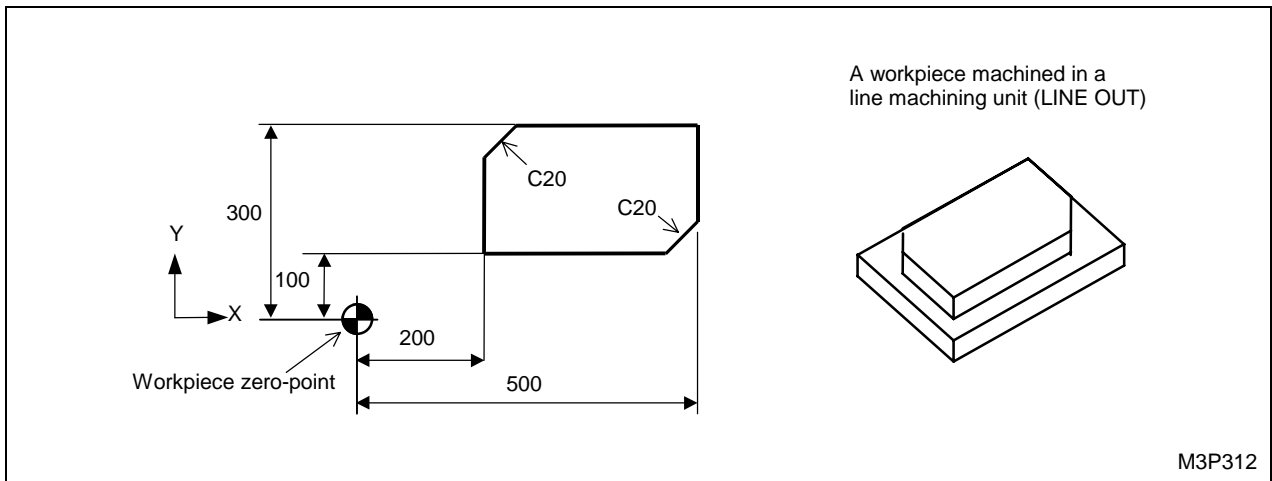 A workpiece machined in a
line machining unit (LINE OUT)
C20
C20
300
Y
100
X
200
Workpiece zero-point
500
M3P312